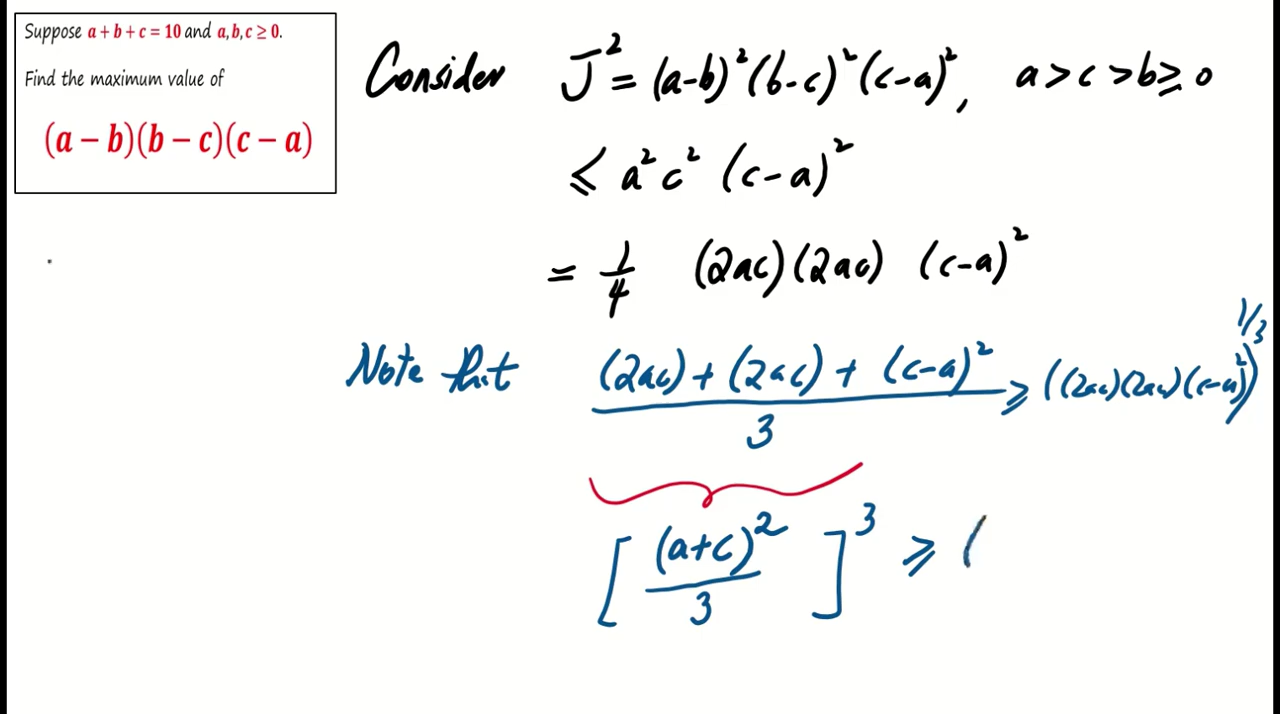 Suppose a + b + c = 10 and a, b, c ≥ 0.
Find the maximum value of
(a − b)(b − c)(c − a)
Consider J² = (a-b)²(b-c)²(c-a)², a > c > b ≥ 0
≤ a²c² (c-a)²
= 1/4 (2ac)(2ac) (c-a)²
Note that ((2ac) + (2ac) + (c-a)²)/3 ≥ ((2ac)(2ac)(c-a)²)^1/3
[(a+c)²/3]³ ≥ (